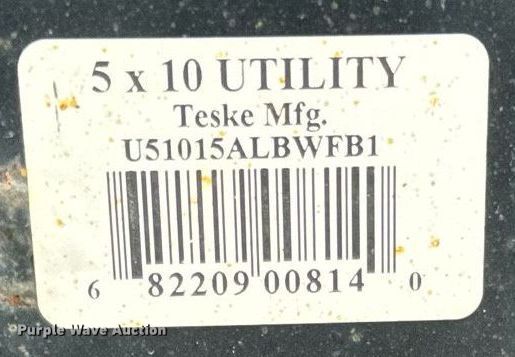 5 x 10 UTILITY
Teske Mfg.
U51015ALBWFB1
6 82209 00814 0
Purple Wave Auction